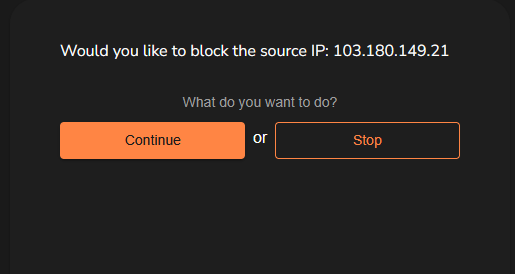 Would you like to block the source IP: 103.180.149.21
What do you want to do?
Continue or Stop